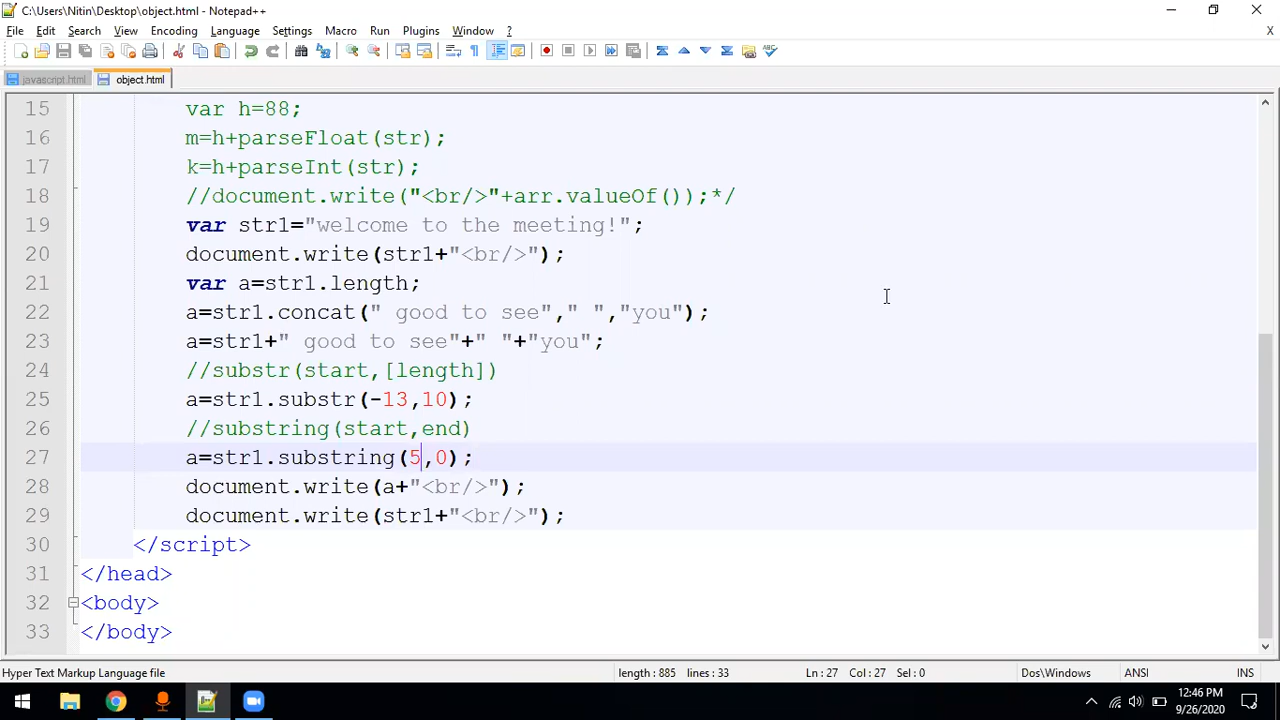 C:\Users\Nitin\Desktop\object.html - Notepad++
File Edit Search View Encoding Language Settings Macro Run Plugins Window ? X
javascript.html object.html
15 var h=88;
16 m=h+parseFloat(str);
17 k=h+parseInt(str);
18 //document.write("<br/>"+arr.valueOf());*/
19 var str1="welcome to the meeting!";
20 document.write(str1+"<br/>");
21 var a=str1.length;
22 a=str1.concat(" good to see"," ","you");
23 a=str1+" good to see"+" "+"you";
24 //substr(start,[length])
25 a=str1.substr(-13,10);
26 //substring(start,end)
27 a=str1.substring(5,0);
28 document.write(a+"<br/>");
29 document.write(str1+"<br/>");
30 </script>
31 </head>
32 <body>
33 </body>
Hyper Text Markup Language file length : 885 lines : 33 Ln : 27 Col : 27 Sel : 0 Dos\Windows ANSI INS
12:46 PM
9/26/2020